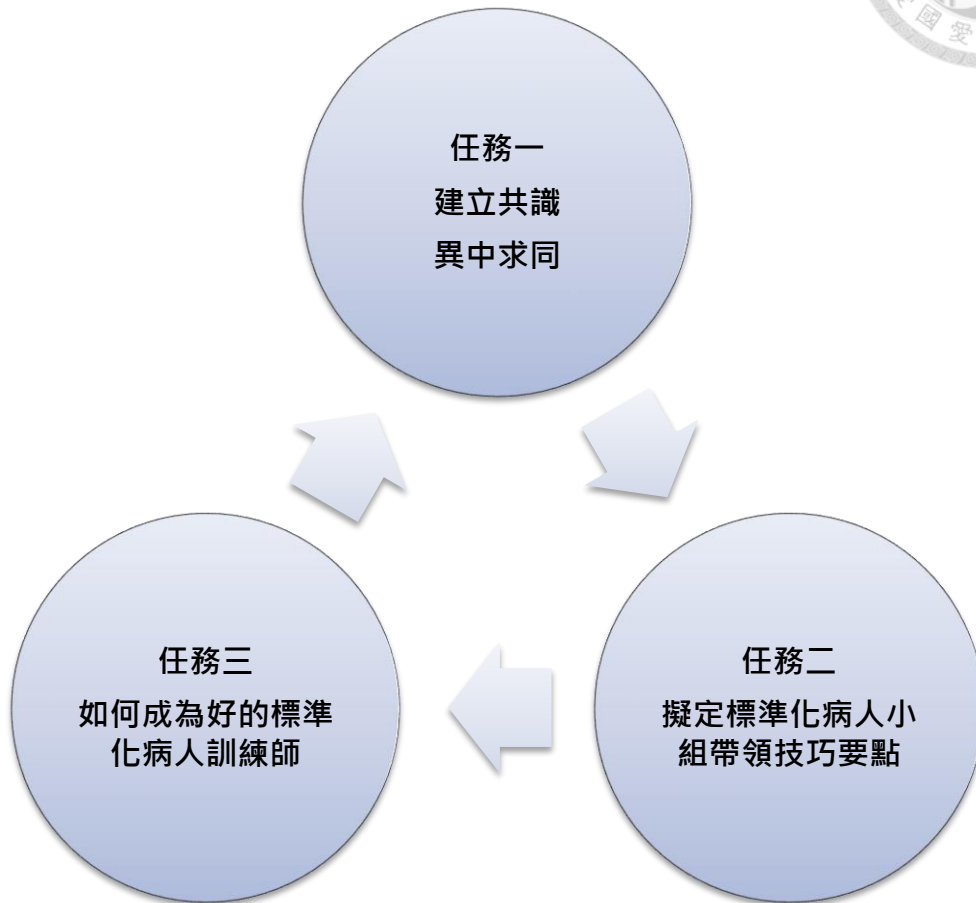 國 愛
任務一
建立共識
異中求同
任務三
如何成為好的標準
化病人訓練師
任務二
擬定標準化病人小
組帶領技巧要點